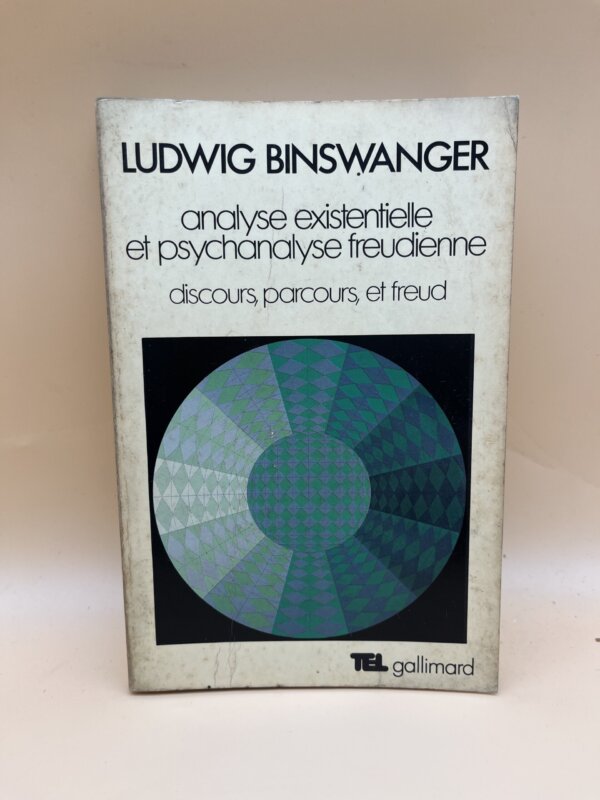 LUDWIG BINSWANGER
analyse existentielle
et psychanalyse freudienne
discours, parcours, et freud
TEL gallimard